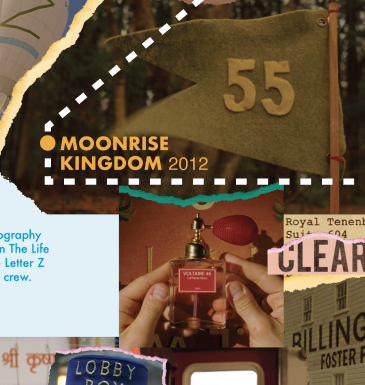 55
MOONRISE
KINGDOM 2012
ography
n The Life
Letter Z
crew.
VOLTAIRE #6
Royal Tenenb
Suit 604
CLEAR
BILLING
FOSTER F
श्री कृष्ण
LOBBY
BOY